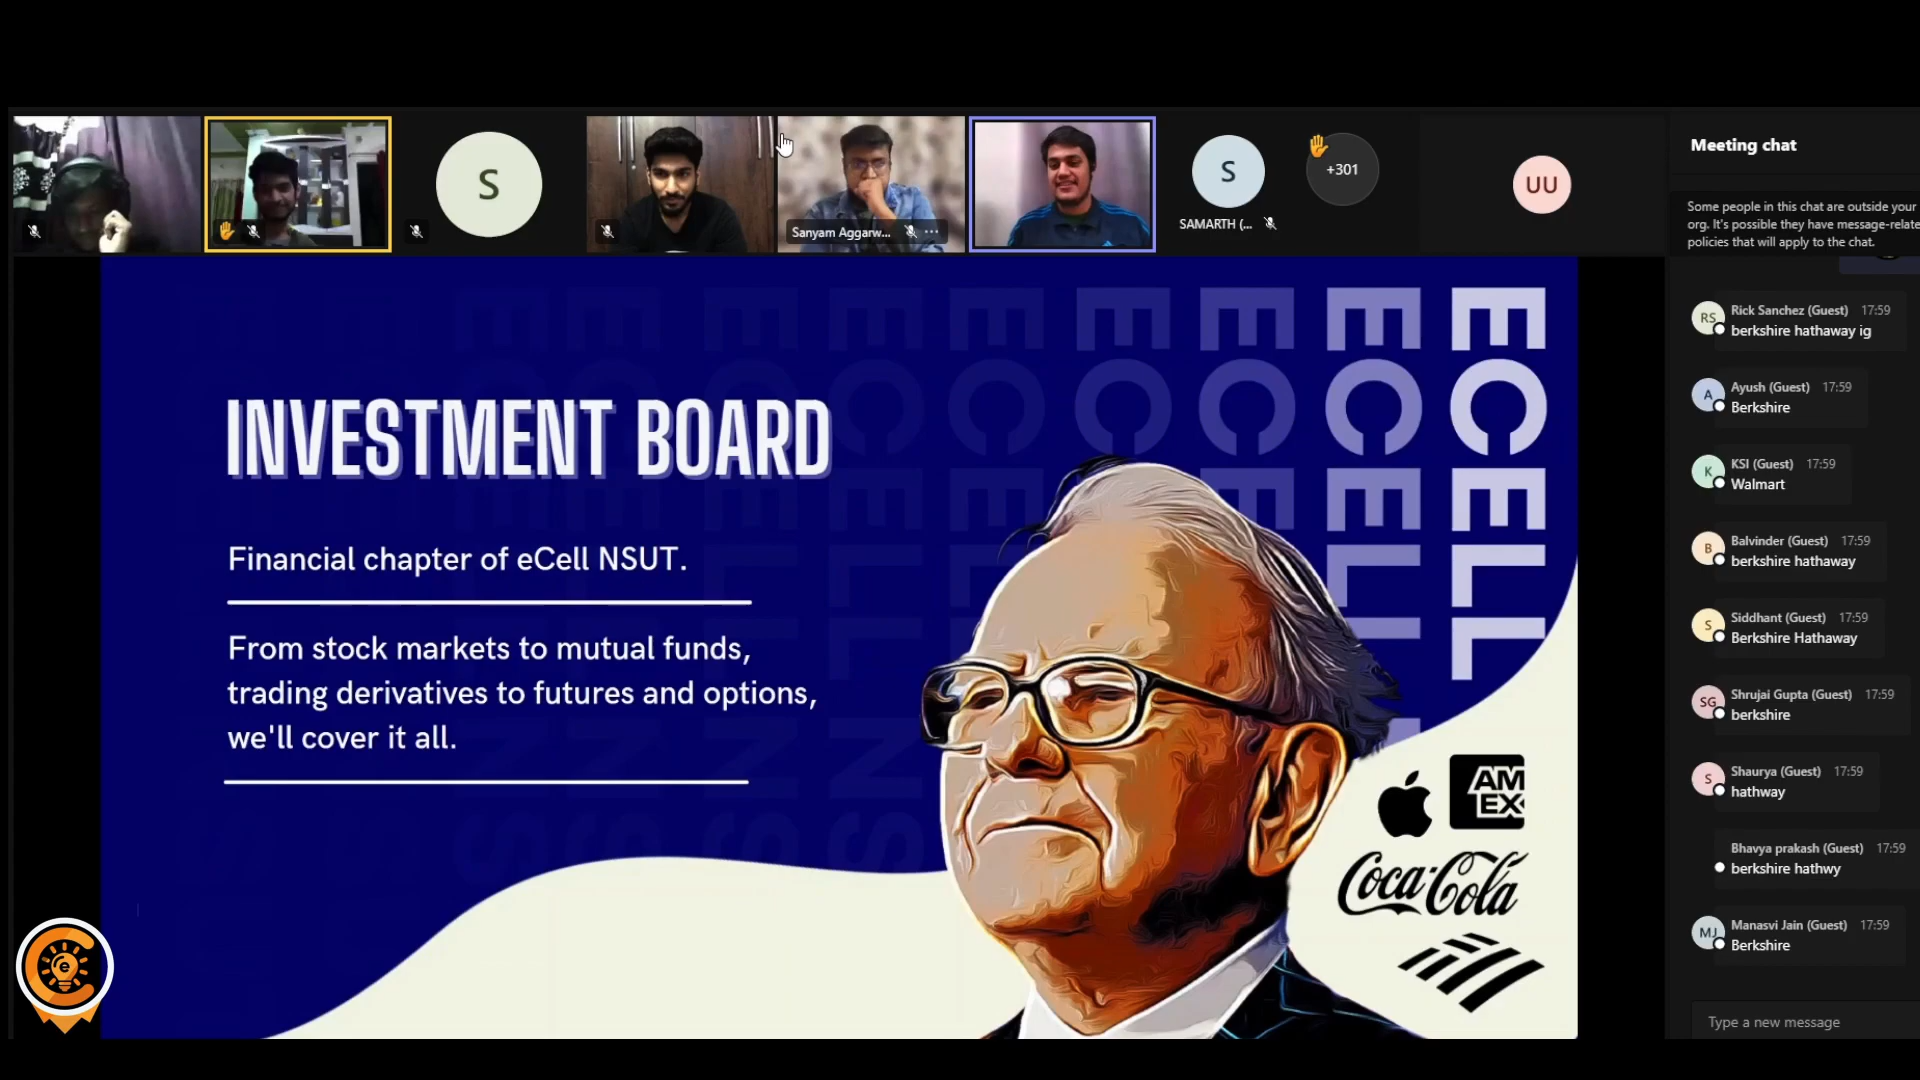 S
Sanyam Aggarw...
S
SAMARTH (...
+301
UU
Meeting chat
Some people in this chat are outside your
org. It's possible they have message-relate
policies that will apply to the chat.
INVESTMENT BOARD
Financial chapter of eCell NSUT.
From stock markets to mutual funds,
trading derivatives to futures and options,
we'll cover it all.
ECELL
ECELL
AM
EX
Coca-Cola
e
RS
Rick Sanchez (Guest) 17:59
berkshire hathaway ig
A
Ayush (Guest) 17:59
Berkshire
K
KSI (Guest) 17:59
Walmart
B
Balvinder (Guest) 17:59
berkshire hathaway
S
Siddhant (Guest) 17:59
Berkshire Hathaway
SG
Shrujai Gupta (Guest) 17:59
berkshire
S
Shaurya (Guest) 17:59
hathway
Bhavya prakash (Guest) 17:59
berkshire hathwy
MJ
Manasvi Jain (Guest) 17:59
Berkshire
Type a new message